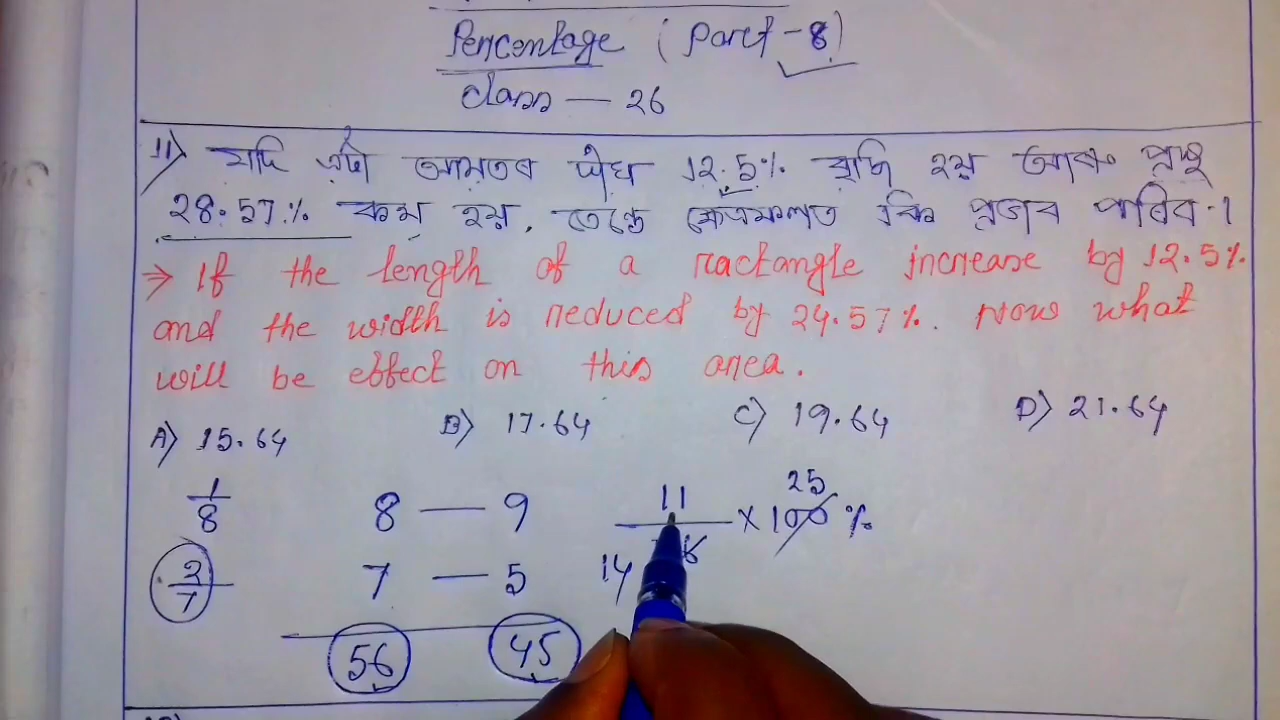 Percentage (Part-8)
Class — 26
11) যদি এটা আয়তৰ দীঘ 12.5% বৃদ্ধি হয় আৰু প্ৰস্থ
28.57% কম হয়, তেন্তে ক্ষেত্ৰফলত কি প্ৰভাৱ পৰিব.।
⇒ If the length of a ractangle increase by 12.5%
and the width is reduced by 24.57%. Now what
will be effect on this area.
A) 15.64 B) 17.64 C) 19.64 D) 21.64
1/8 8 — 9 11 × 100 % 25
2/7 7 — 5 14
56 45